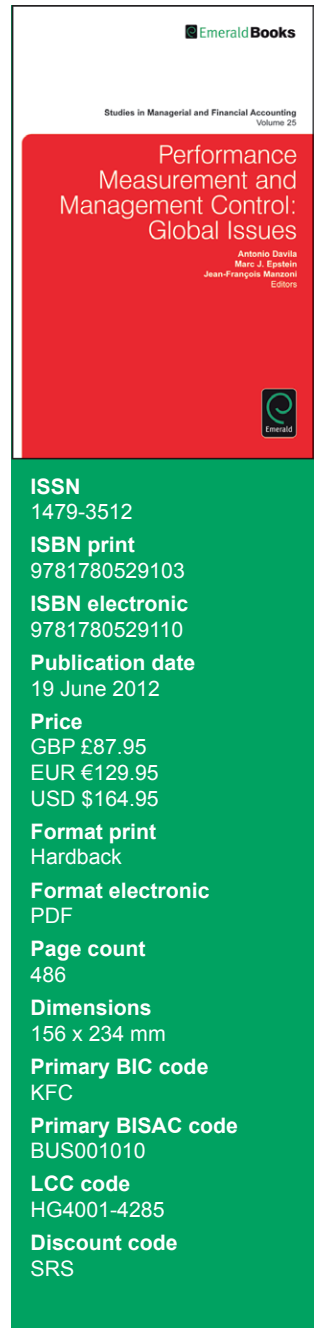 Emerald Books
Studies in Managerial and Financial Accounting
Volume 25
Performance
Measurement and
Management Control:
Global Issues
Antonio Davila
Marc J. Epstein
Jean-François Manzoni
Editors
Emerald
ISSN
1479-3512
ISBN print
9781780529103
ISBN electronic
9781780529110
Publication date
19 June 2012
Price
GBP £87.95
EUR €129.95
USD $164.95
Format print
Hardback
Format electronic
PDF
Page count
486
Dimensions
156 x 234 mm
Primary BIC code
KFC
Primary BISAC code
BUS001010
LCC code
HG4001-4285
Discount code
SRS